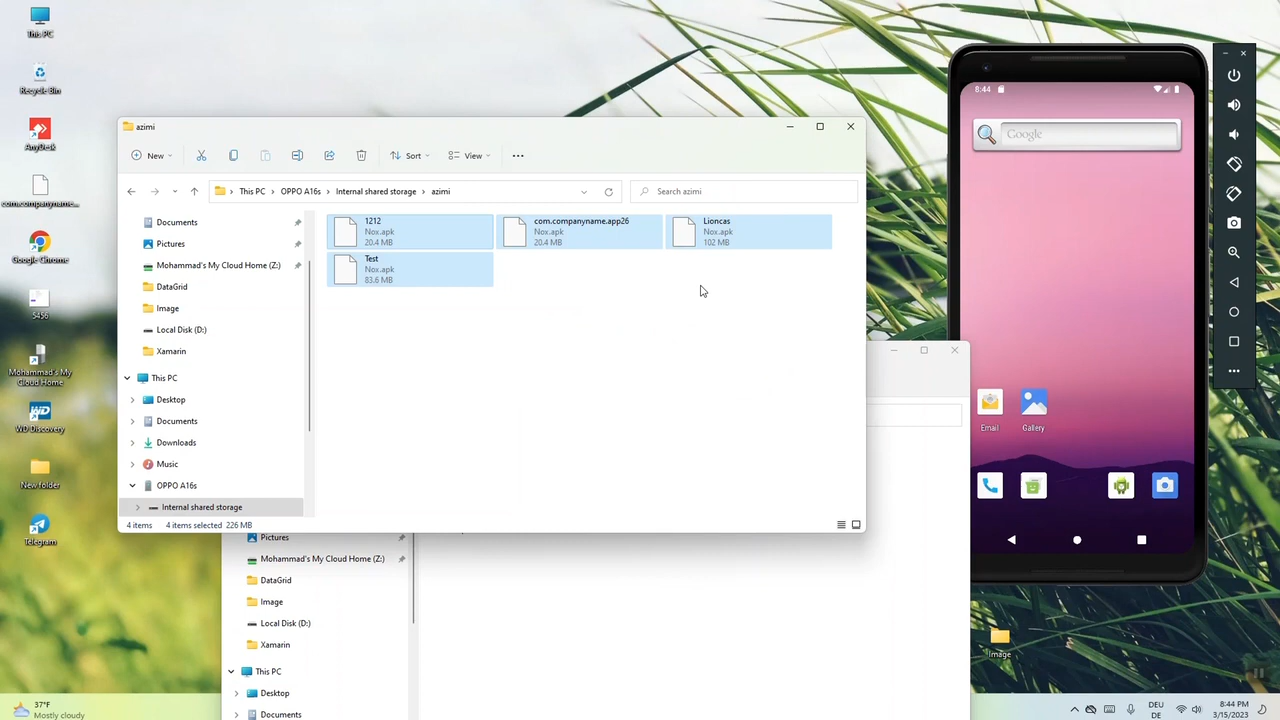 This PC
Recycle Bin
AnyDesk
com.companyname...
Google Chrome
5456
Mohammad's My
Cloud Home
WD Discovery
New folder
Telegram
azimi
New
Sort
View
This PC
OPPO A16s
Internal shared storage
azimi
Search azimi
Documents
Pictures
Mohammad's My Cloud Home (Z:)
DataGrid
Image
Local Disk (D:)
Xamarin
This PC
Desktop
Documents
Downloads
Music
OPPO A16s
Internal shared storage
1212
Nox.apk
20.4 MB
com.companyname.app26
Nox.apk
20.4 MB
Lioncas
Nox.apk
102 MB
Test
Nox.apk
83.6 MB
4 items
4 items selected 226 MB
Pictures
Mohammad's My Cloud Home (Z:)
DataGrid
Image
Local Disk (D:)
Xamarin
This PC
Desktop
Documents
8:44
Google
Email
Gallery
Image
37°F
Mostly cloudy
DEU
DE
8:44 PM
3/15/2023